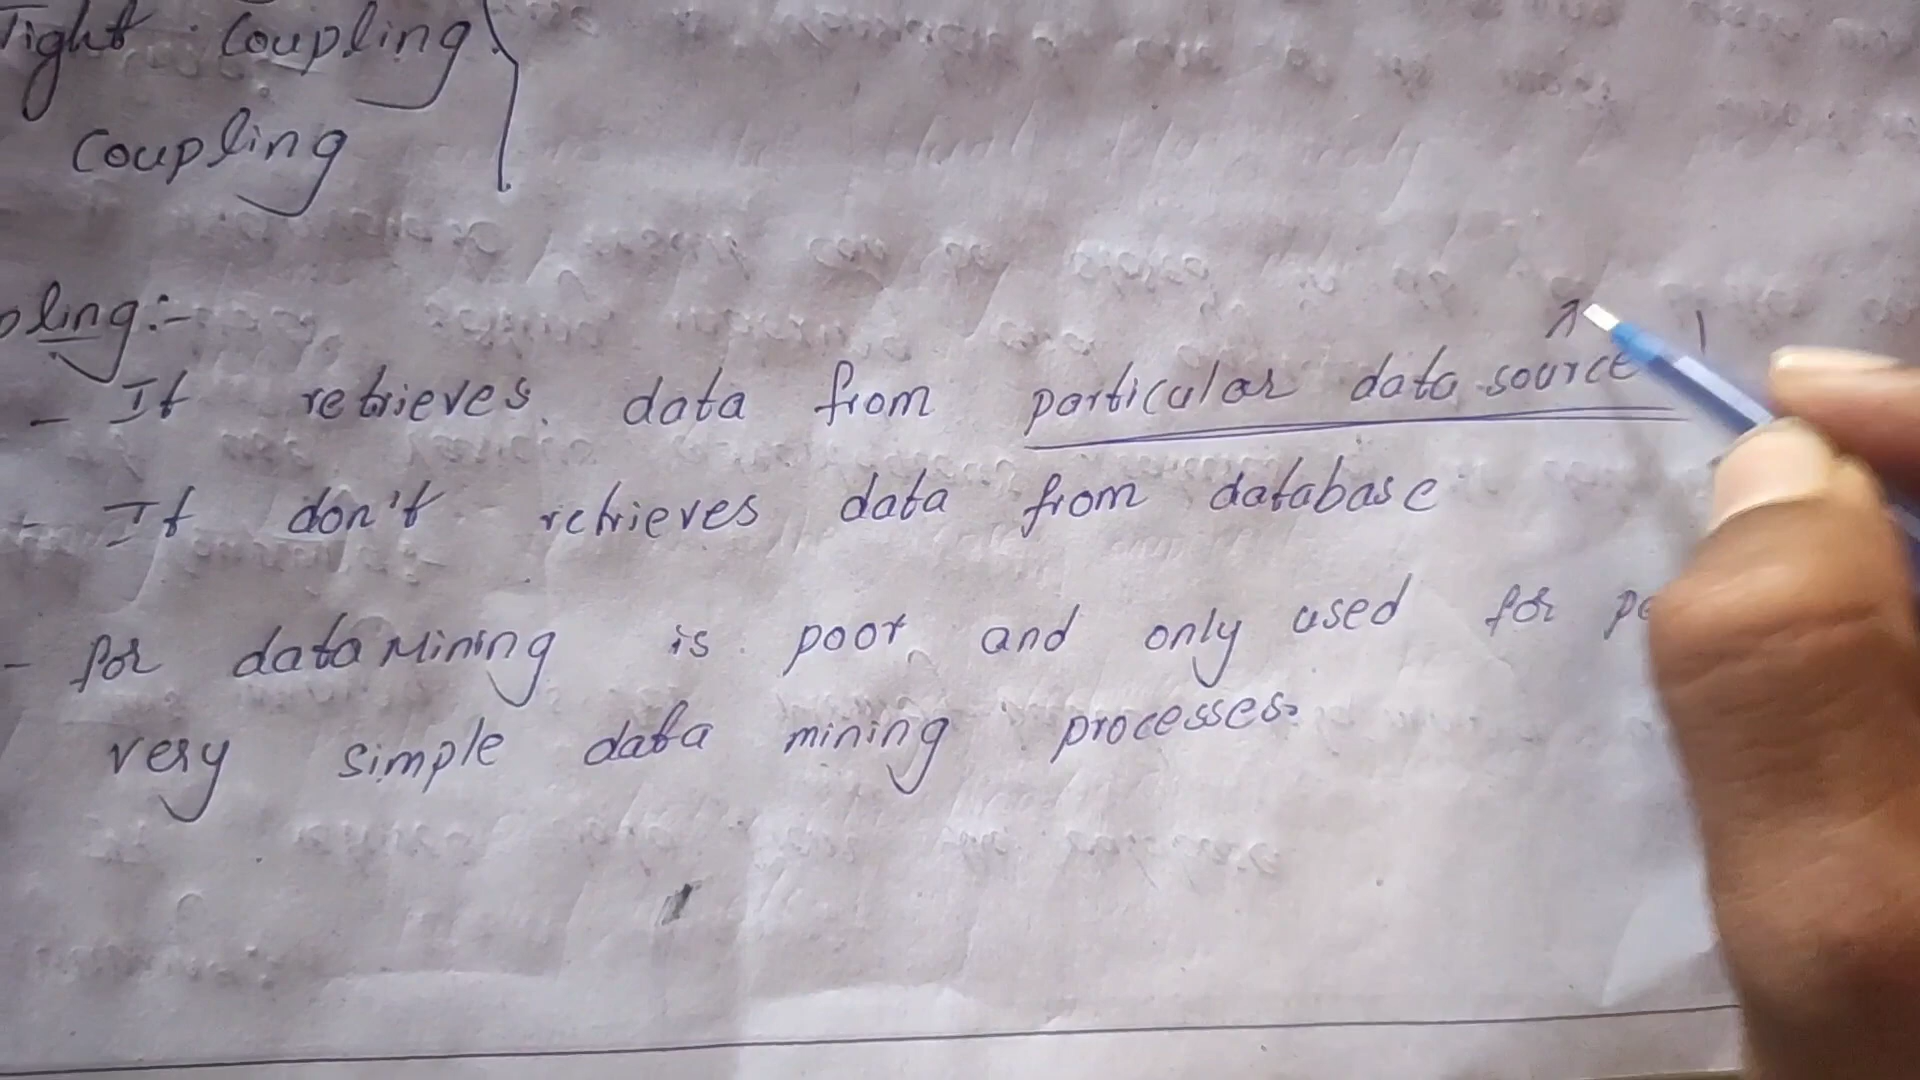 Tight coupling
coupling
pling:-
- It retrieves data from particular data source
- It don't retrieves data from database
- for data Mining is poor and only used for
very simple data mining processes.